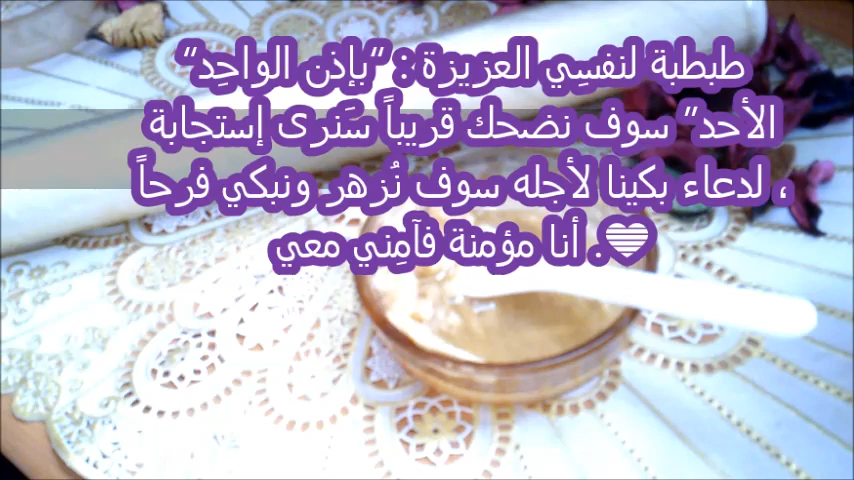 طبطبة لنفسِي العزيزة : “بإذن الواحِد”
الأحد” سوف نضحك قريباً سَنرى إستجابة
، لدعاء بكينا لأجله سوف نُزهر ونبكي فرحاً
💜. أنا مؤمنة فآمِني معي